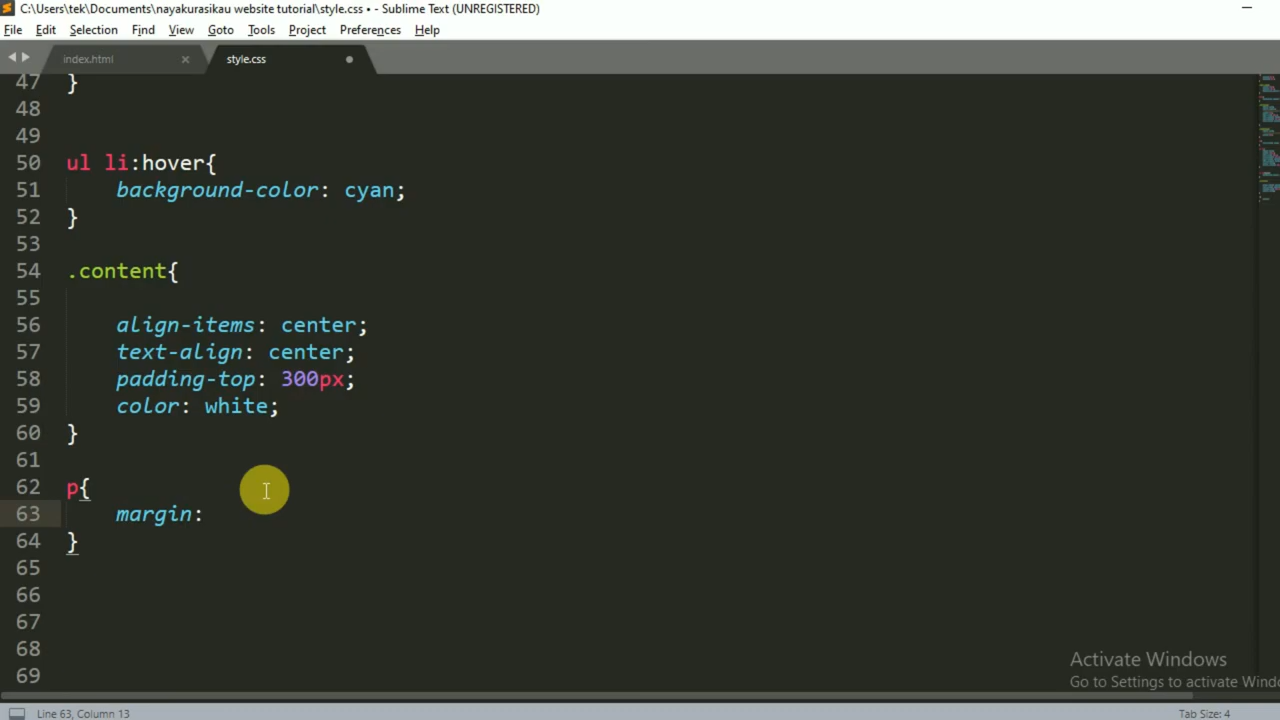 C:\Users\tek\Documents\nayakurasikau website tutorial\style.css • - Sublime Text (UNREGISTERED)
File Edit Selection Find View Goto Tools Project Preferences Help
index.html × style.css
47 }
48
49
50 ul li:hover{
51 background-color: cyan;
52 }
53
54 .content{
55
56 align-items: center;
57 text-align: center;
58 padding-top: 300px;
59 color: white;
60 }
61
62 p{
63 margin:
64 }
65
66
67
68
69
Activate Windows
Go to Settings to activate Windo
Line 63, Column 13 Tab Size: 4